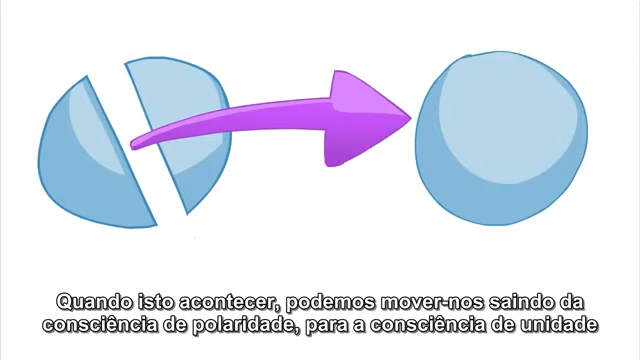 Quando isto acontecer, podemos mover-nos saindo da
consciência de polaridade, para a consciência de unidade